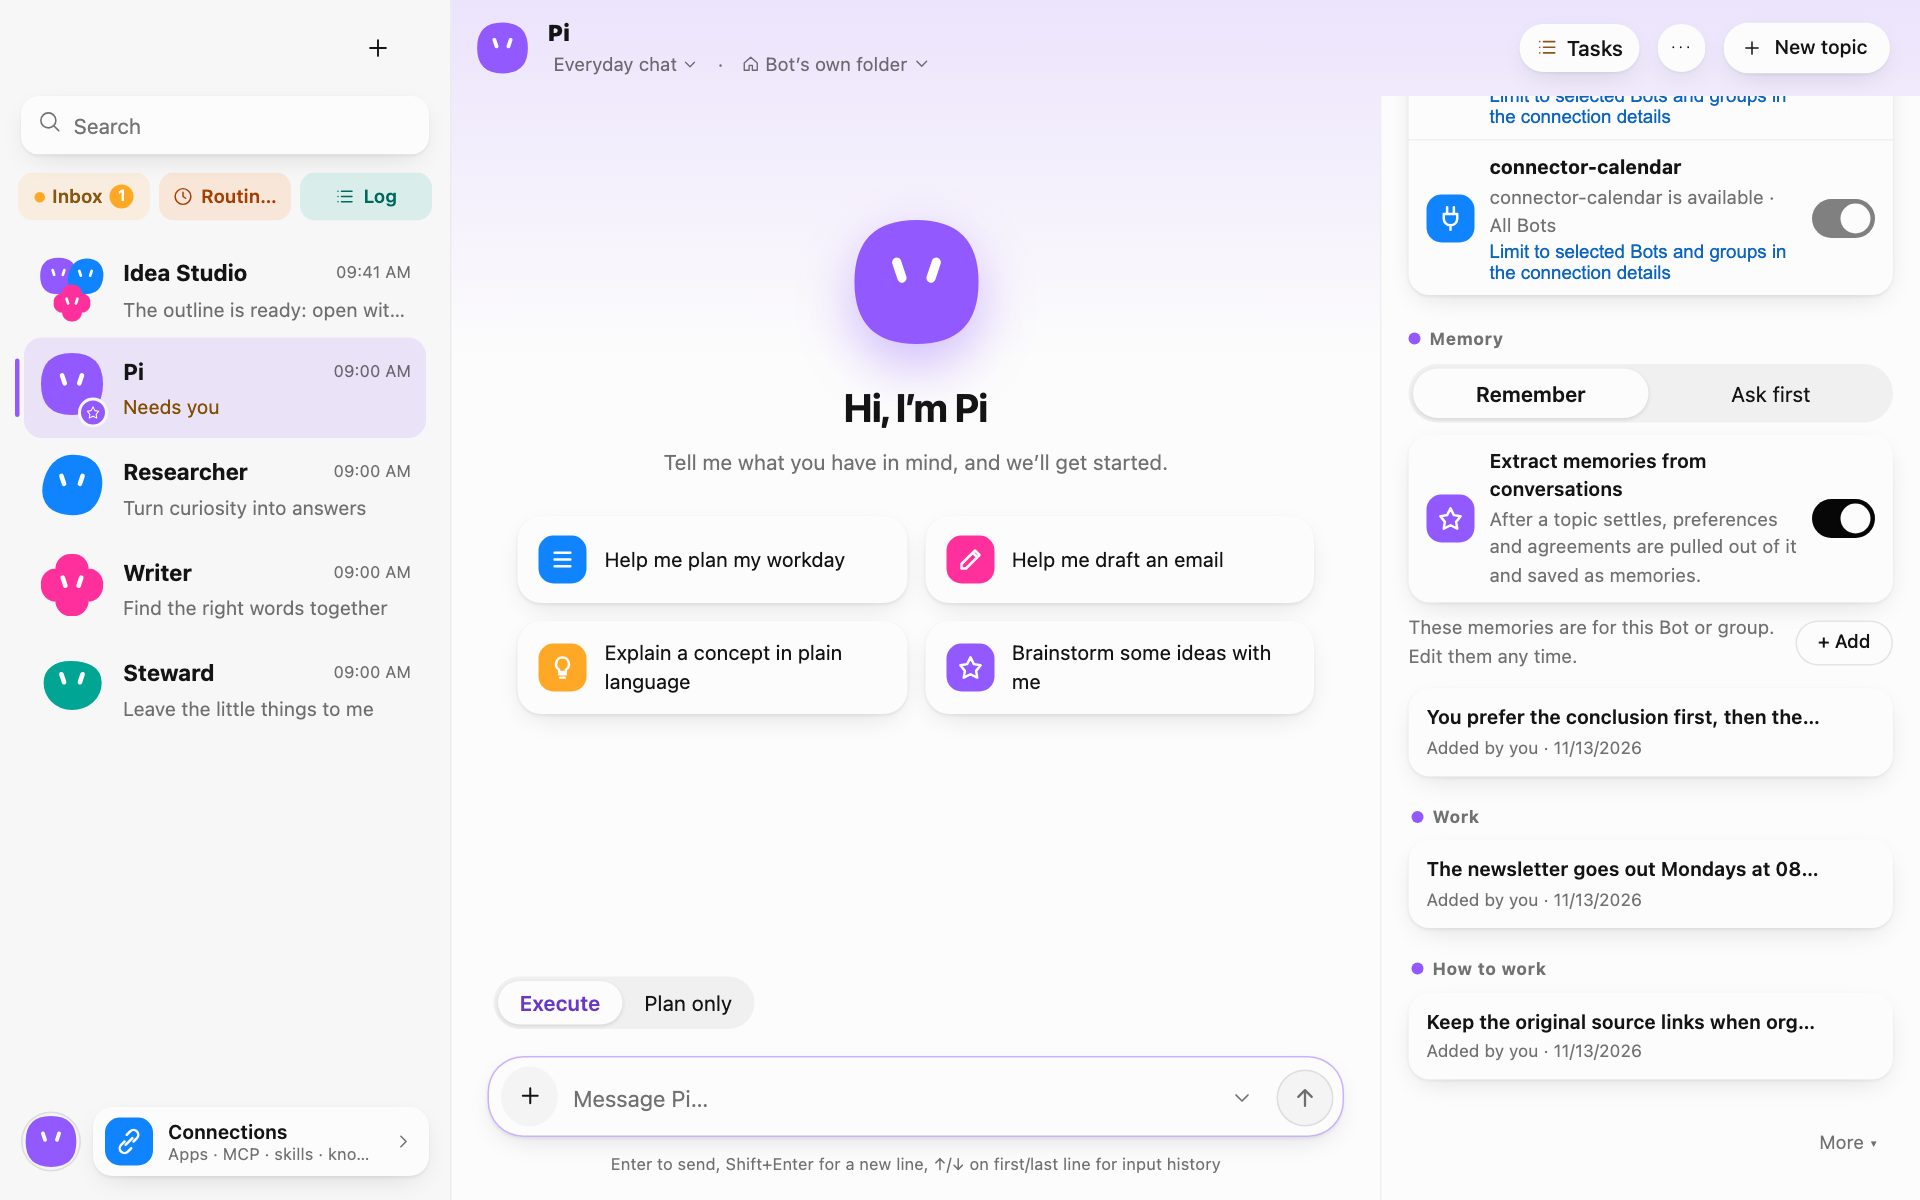 Search
Inbox 1
Routin...
Log
Idea Studio
09:41 AM
The outline is ready: open wit...
Pi
09:00 AM
Needs you
Researcher
09:00 AM
Turn curiosity into answers
Writer
09:00 AM
Find the right words together
Steward
09:00 AM
Leave the little things to me
Connections
Apps · MCP · skills · kno...
Pi
Everyday chat · Bot's own folder
Tasks
...
New topic
Hi, I'm Pi
Tell me what you have in mind, and we'll get started.
Help me plan my workday
Help me draft an email
Explain a concept in plain
language
Brainstorm some ideas with
me
Execute
Plan only
Message Pi...
Enter to send, Shift+Enter for a new line, ↑/↓ on first/last line for input history
Limit to selected Bots and groups in
the connection details
connector-calendar
connector-calendar is available ·
All Bots
Limit to selected Bots and groups in
the connection details
Memory
Remember
Ask first
Extract memories from
conversations
After a topic settles, preferences
and agreements are pulled out of it
and saved as memories.
These memories are for this Bot or group.
Edit them any time.
+ Add
You prefer the conclusion first, then the...
Added by you · 11/13/2026
Work
The newsletter goes out Mondays at 08...
Added by you · 11/13/2026
How to work
Keep the original source links when org...
Added by you · 11/13/2026
More